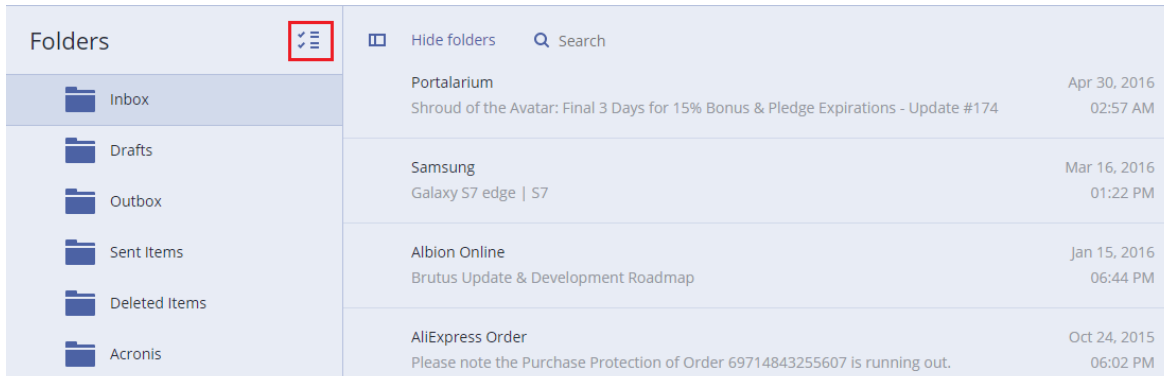 Folders
Hide folders
Search
Inbox
Drafts
Outbox
Sent Items
Deleted Items
Acronis
Portalarium
Apr 30, 2016
Shroud of the Avatar: Final 3 Days for 15% Bonus & Pledge Expirations - Update #174
02:57 AM
Samsung
Mar 16, 2016
Galaxy S7 edge | S7
01:22 PM
Albion Online
Jan 15, 2016
Brutus Update & Development Roadmap
06:44 PM
AliExpress Order
Oct 24, 2015
Please note the Purchase Protection of Order 69714843255607 is running out.
06:02 PM